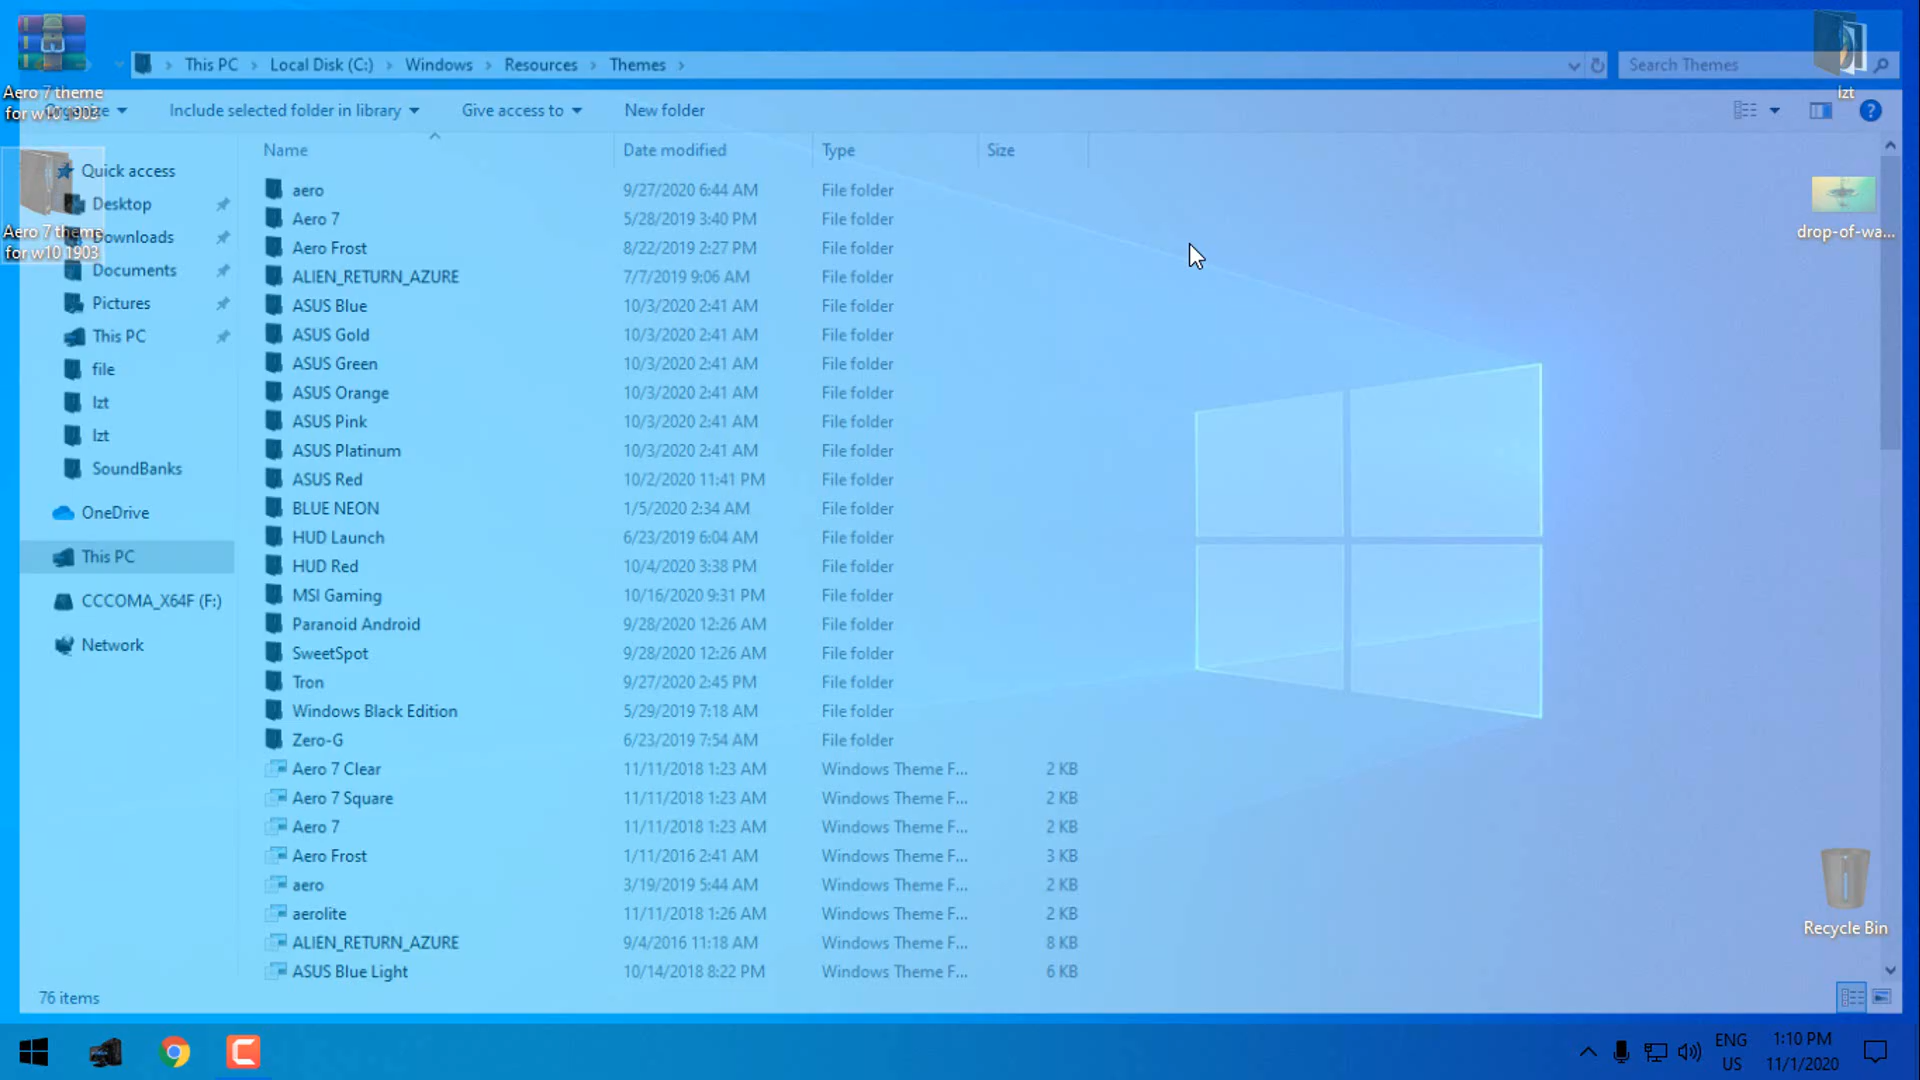 This PC > Local Disk (C:) > Windows > Resources > Themes >
Search Themes
lzt
Aero 7 theme
for w10 1903
Organize
Include selected folder in library
Give access to
New folder
Name
Date modified
Type
Size
Quick access
Desktop
Downloads
Documents
Pictures
This PC
file
lzt
lzt
SoundBanks
OneDrive
This PC
CCCOMA_X64F (F:)
Network
Aero 7 theme
for w10 1903
aero 9/27/2020 6:44 AM File folder
Aero 7 5/28/2019 3:40 PM File folder
Aero Frost 8/22/2019 2:27 PM File folder
ALIEN_RETURN_AZURE 7/7/2019 9:06 AM File folder
ASUS Blue 10/3/2020 2:41 AM File folder
ASUS Gold 10/3/2020 2:41 AM File folder
ASUS Green 10/3/2020 2:41 AM File folder
ASUS Orange 10/3/2020 2:41 AM File folder
ASUS Pink 10/3/2020 2:41 AM File folder
ASUS Platinum 10/3/2020 2:41 AM File folder
ASUS Red 10/2/2020 11:41 PM File folder
BLUE NEON 1/5/2020 2:34 AM File folder
HUD Launch 6/23/2019 6:04 AM File folder
HUD Red 10/4/2020 3:38 PM File folder
MSI Gaming 10/16/2020 9:31 PM File folder
Paranoid Android 9/28/2020 12:26 AM File folder
SweetSpot 9/28/2020 12:26 AM File folder
Tron 9/27/2020 2:45 PM File folder
Windows Black Edition 5/29/2019 7:18 AM File folder
Zero-G 6/23/2019 7:54 AM File folder
Aero 7 Clear 11/11/2018 1:23 AM Windows Theme F... 2 KB
Aero 7 Square 11/11/2018 1:23 AM Windows Theme F... 2 KB
Aero 7 11/11/2018 1:23 AM Windows Theme F... 2 KB
Aero Frost 1/11/2016 2:41 AM Windows Theme F... 3 KB
aero 3/19/2019 5:44 AM Windows Theme F... 2 KB
aerolite 11/11/2018 1:26 AM Windows Theme F... 2 KB
ALIEN_RETURN_AZURE 9/4/2016 11:18 AM Windows Theme F... 8 KB
ASUS Blue Light 10/14/2018 8:22 PM Windows Theme F... 6 KB
drop-of-wa...
Recycle Bin
76 items
ENG
US
1:10 PM
11/1/2020